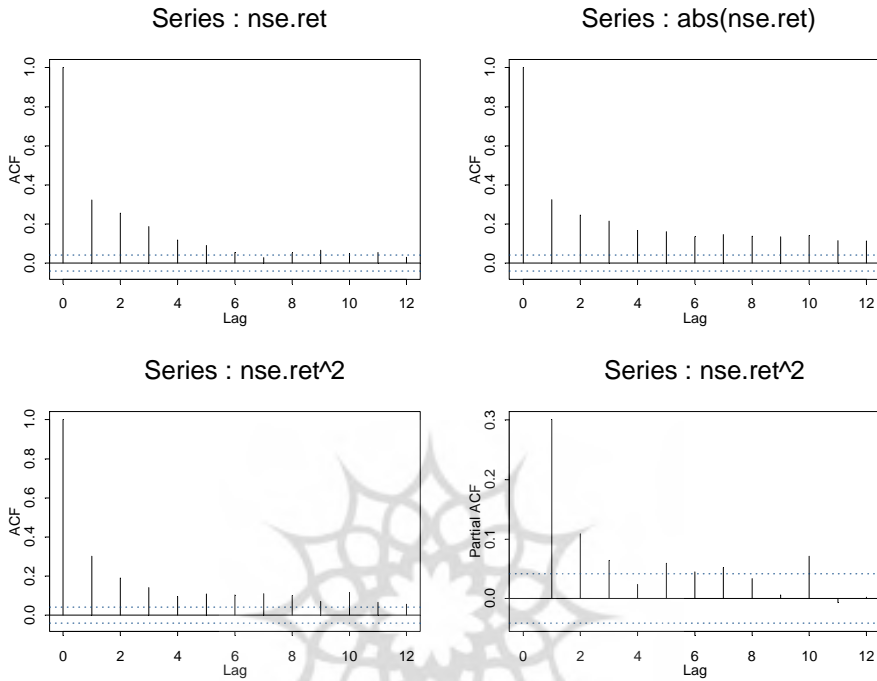 Series : nse.ret
ACF
0.0 0.2 0.4 0.6 0.8 1.0
0 2 4 6 8 10 12
Lag
Series : abs(nse.ret)
ACF
0.0 0.2 0.4 0.6 0.8 1.0
0 2 4 6 8 10 12
Lag
Series : nse.ret^2
ACF
0.0 0.2 0.4 0.6 0.8 1.0
0 2 4 6 8 10 12
Lag
Series : nse.ret^2
Partial ACF
0.0 0.1 0.2 0.3
0 2 4 6 8 10 12
Lag